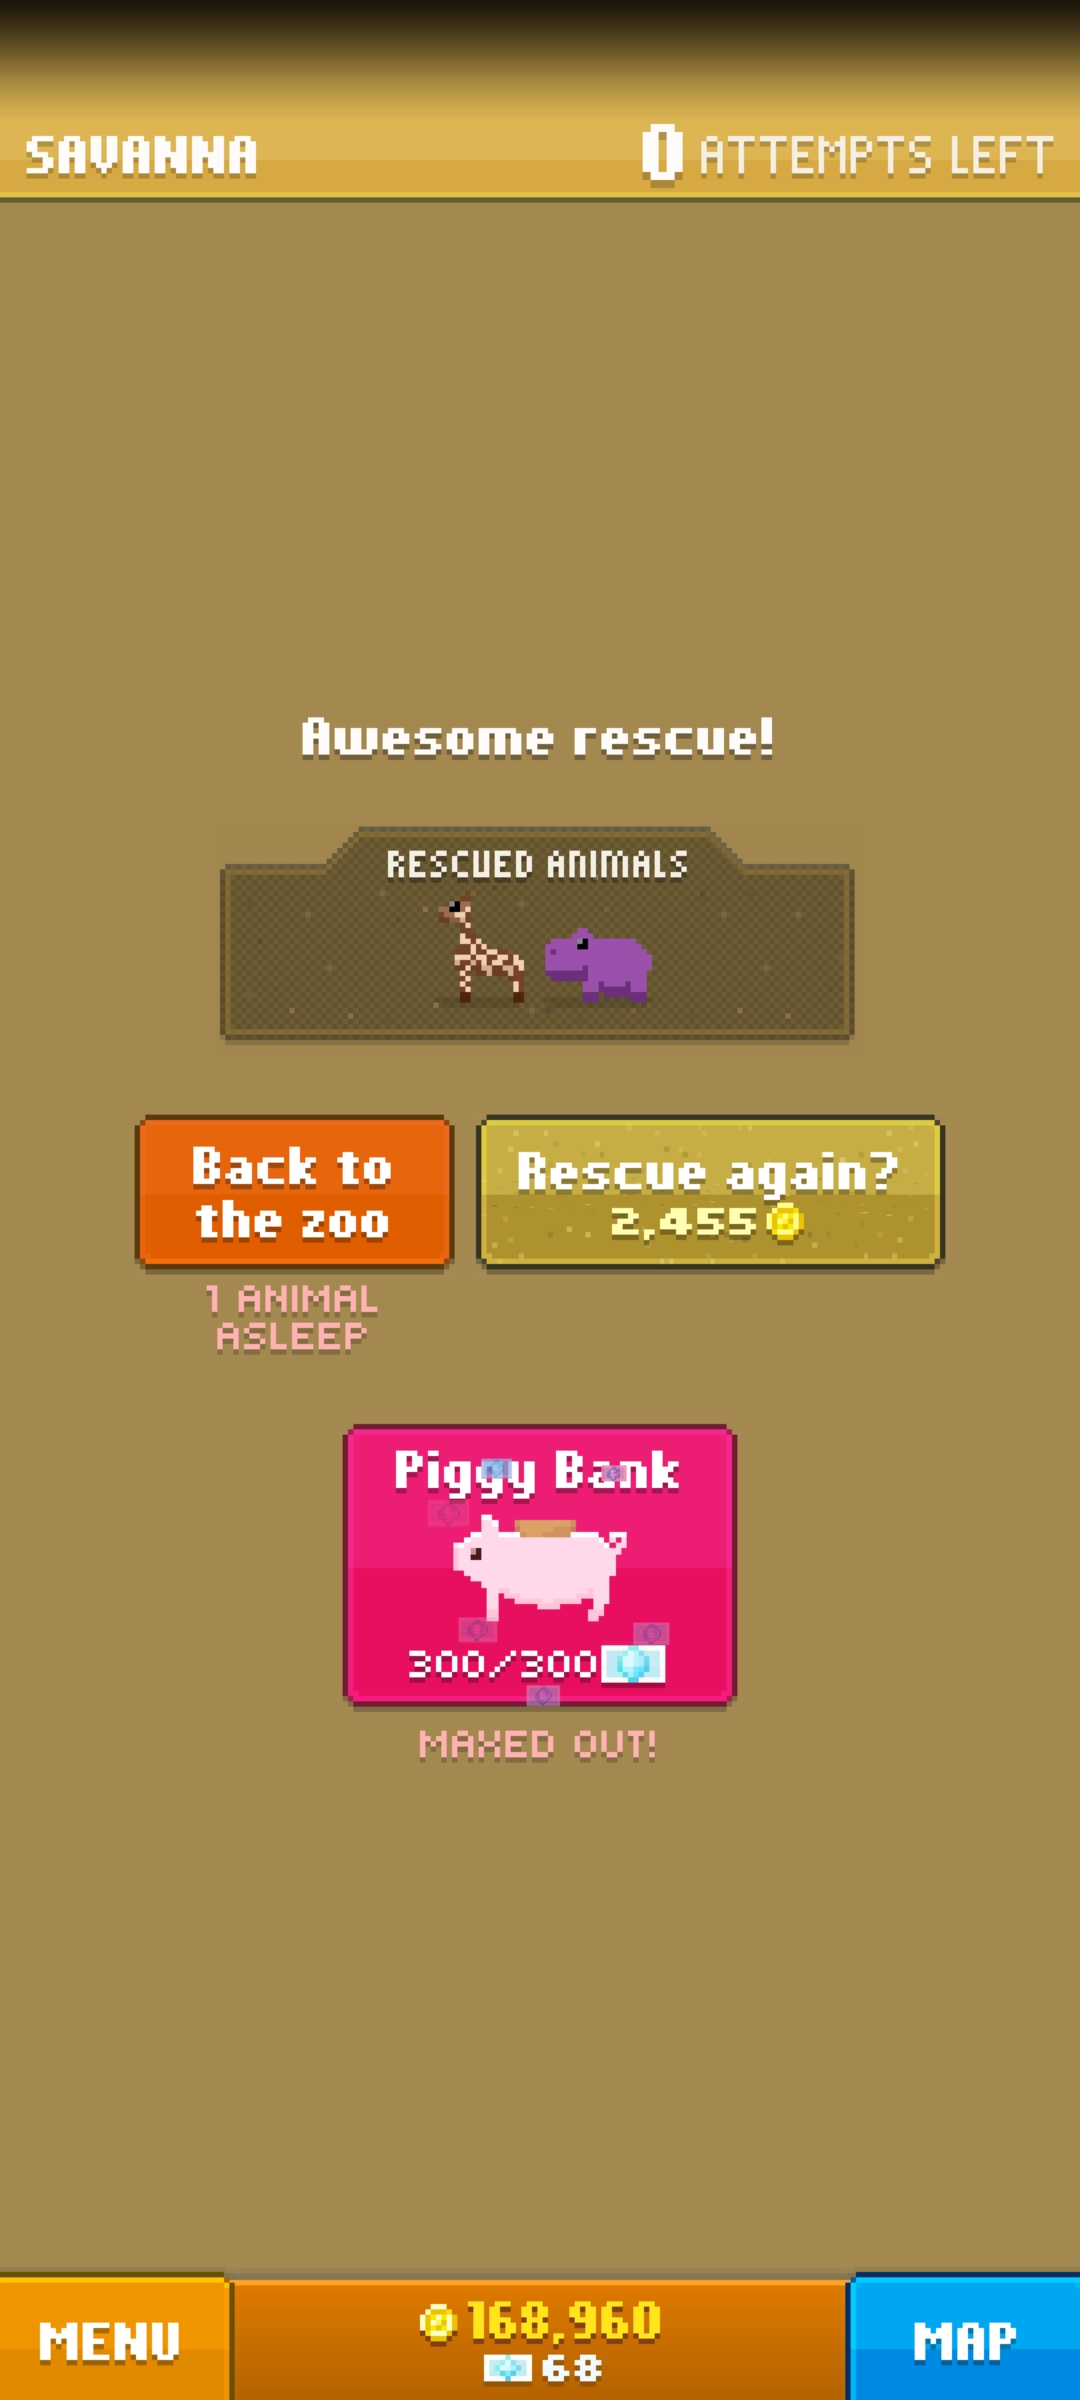 SAVANNA
0 ATTEMPTS LEFT
Awesome rescue!
RESCUED ANIMALS
Back to
the zoo
Rescue again?
2,455
1 ANIMAL
ASLEEP
Piggy Bank
300/300
MAXED OUT!
MENU
168,960
68
MAP